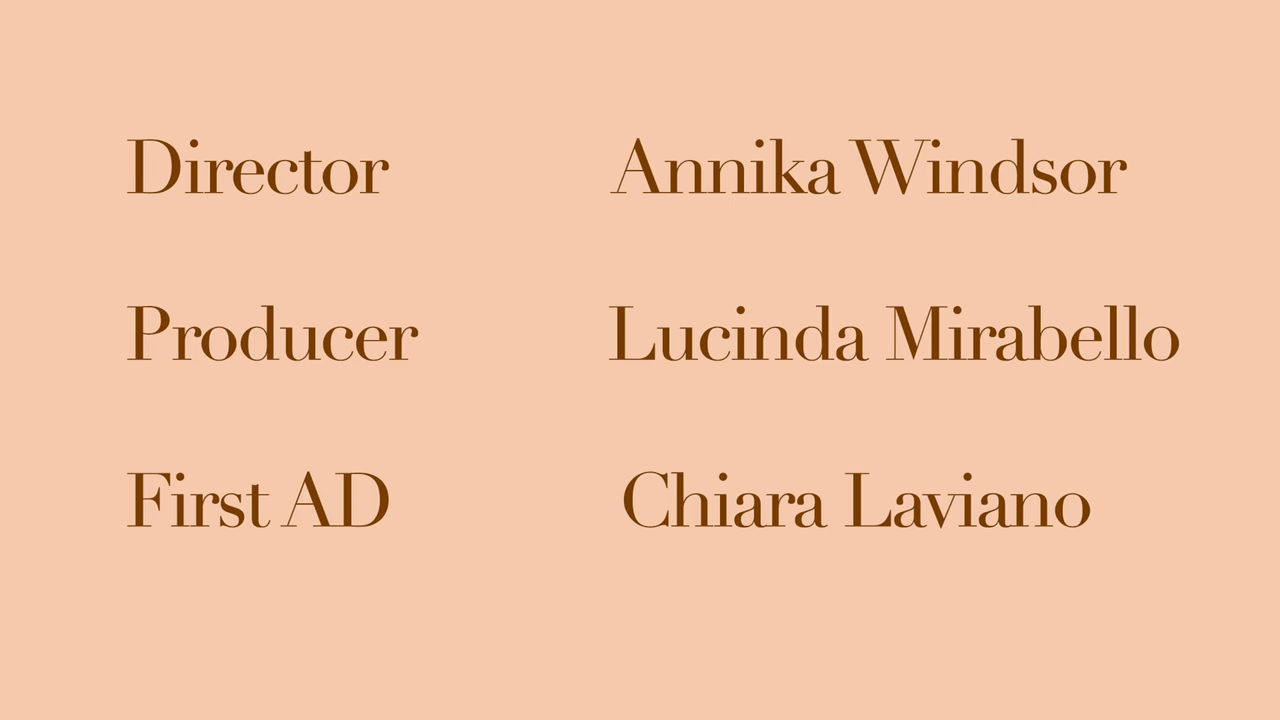 Director Annika Windsor
Producer Lucinda Mirabello
First AD Chiara Laviano